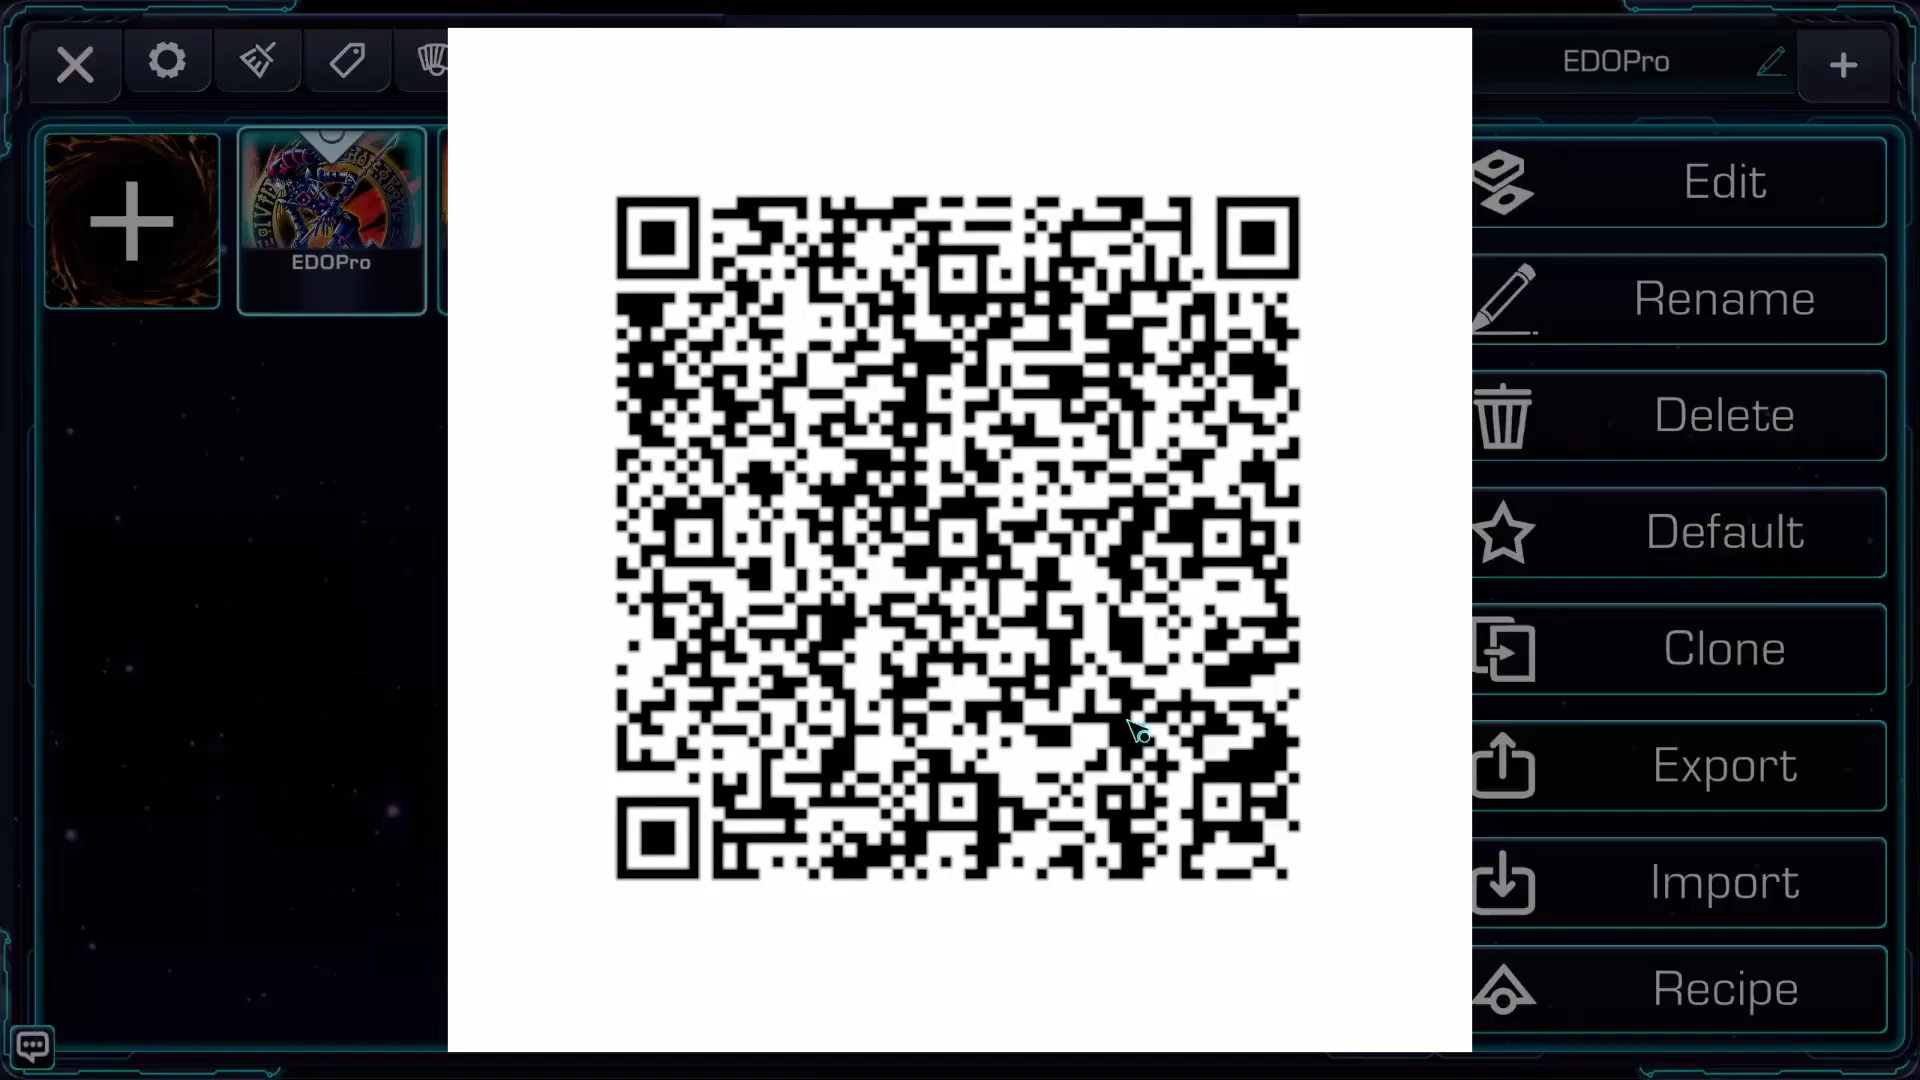 EDOPro
EDOPro
Edit
Rename
Delete
Default
Clone
Export
Import
Recipe